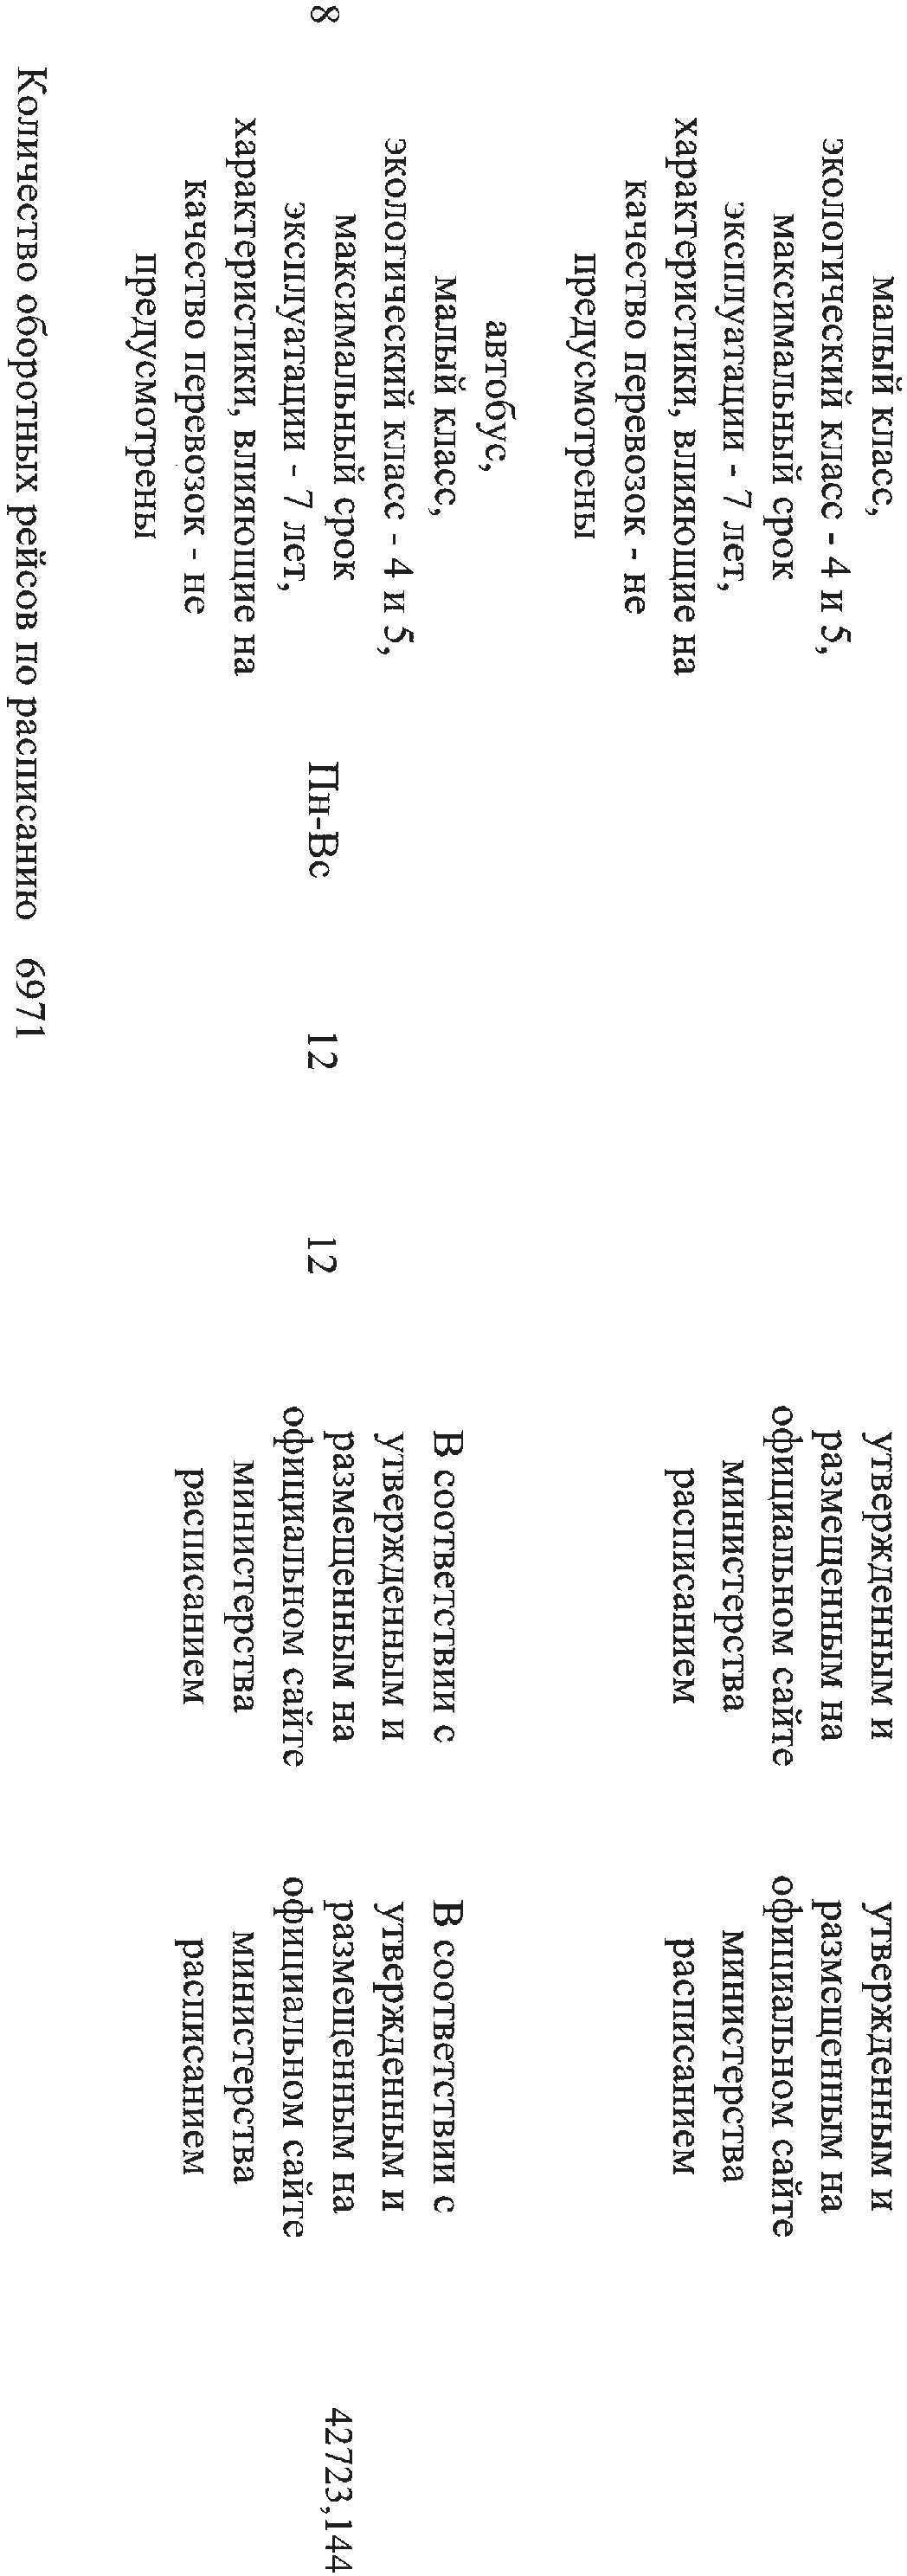 малый класс,
экологический класс - 4 и 5,
максимальный срок
эксплуатации - 7 лет,
характеристики, влияющие на
качество перевозок - не
предусмотрены
утвержденным и
размещенным на
официальном сайте
министерства
расписанием
утвержденным и
размещенным на
официальном сайте
министерства
расписанием
8
автобус,
малый класс,
экологический класс - 4 и 5,
максимальный срок
эксплуатации - 7 лет,
характеристики, влияющие на
качество перевозок - не
предусмотрены
Пн-Вс
12
12
В соответствии с
утвержденным и
размещенным на
официальном сайте
министерства
расписанием
В соответствии с
утвержденным и
размещенным на
официальном сайте
министерства
расписанием
42723,144
Количество оборотных рейсов по расписанию 6971